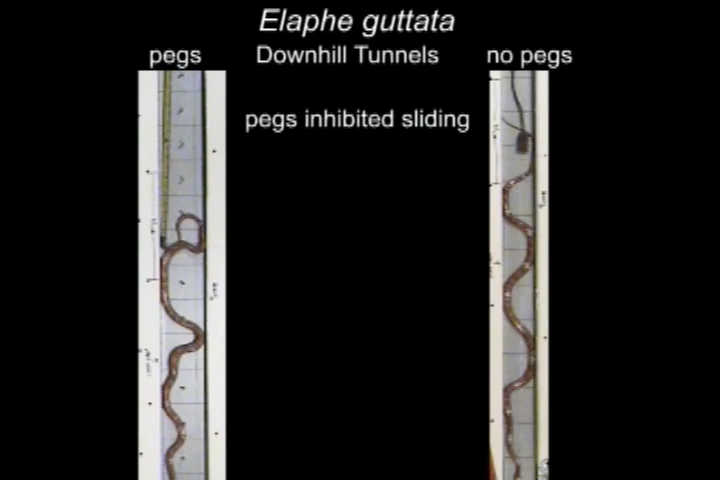 Elaphe guttata
pegs Downhill Tunnels no pegs
pegs inhibited sliding